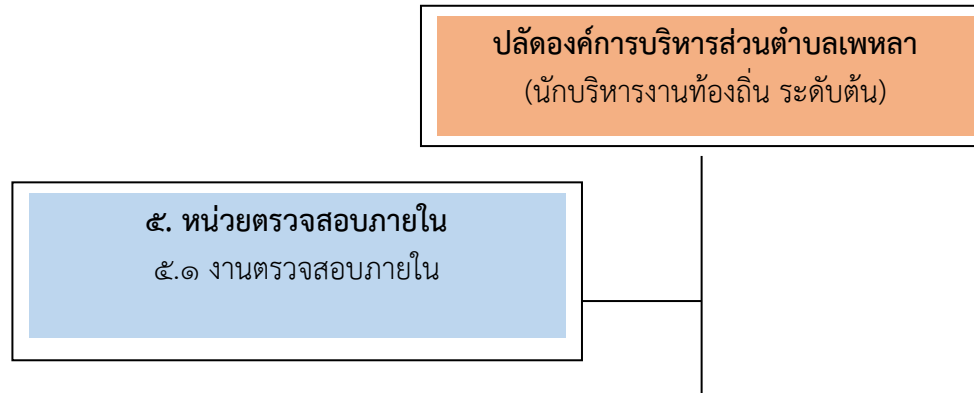 ปลัดองค์การบริหารส่วนตำบลเพหลา
(นักบริหารงานท้องถิ่น ระดับต้น)
๕. หน่วยตรวจสอบภายใน
๕.๑ งานตรวจสอบภายใน